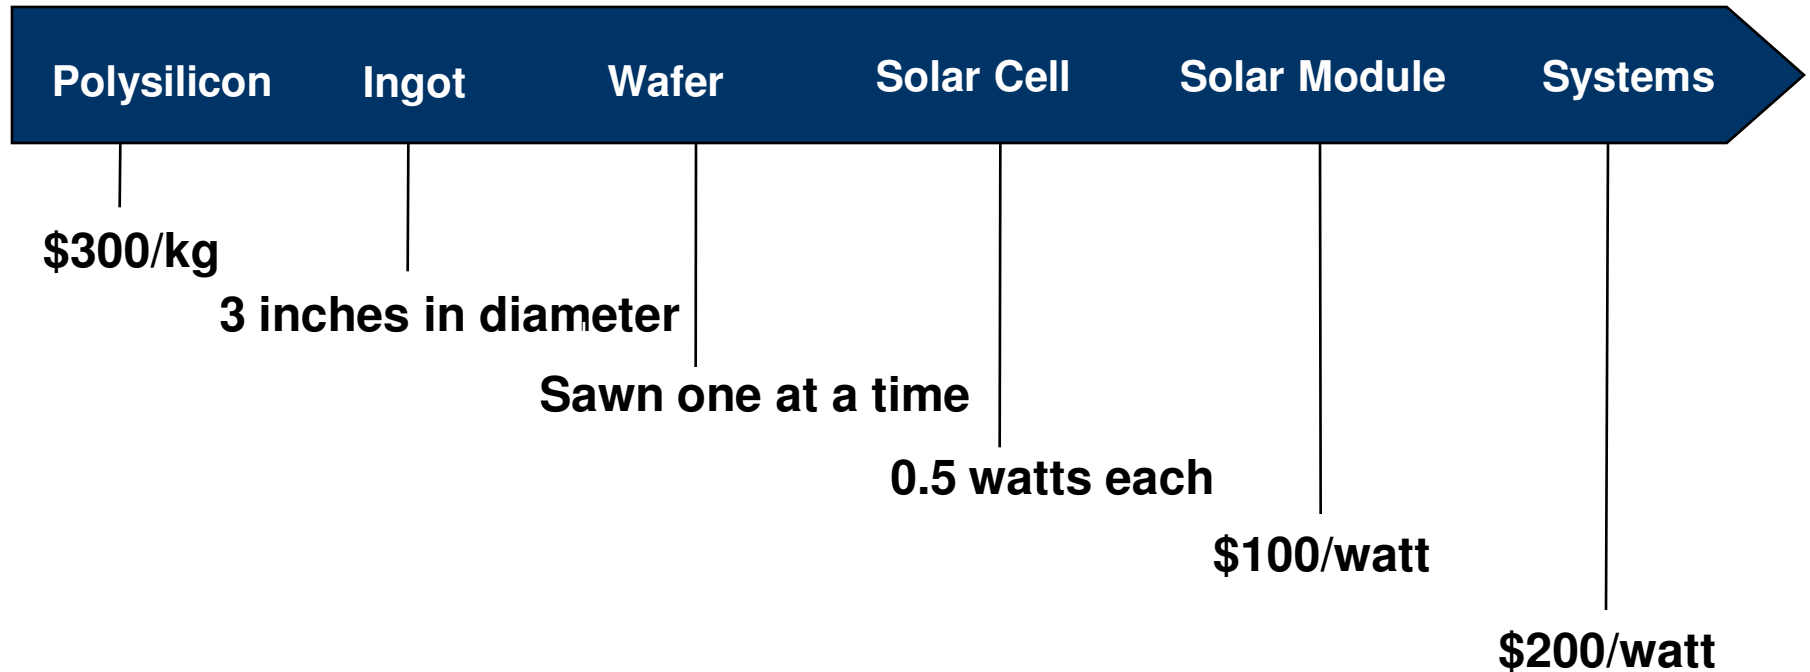 Polysilicon
Ingot
Wafer
Solar Cell
Solar Module
Systems
$300/kg
3 inches in diameter
Sawn one at a time
0.5 watts each
$100/watt
$200/watt